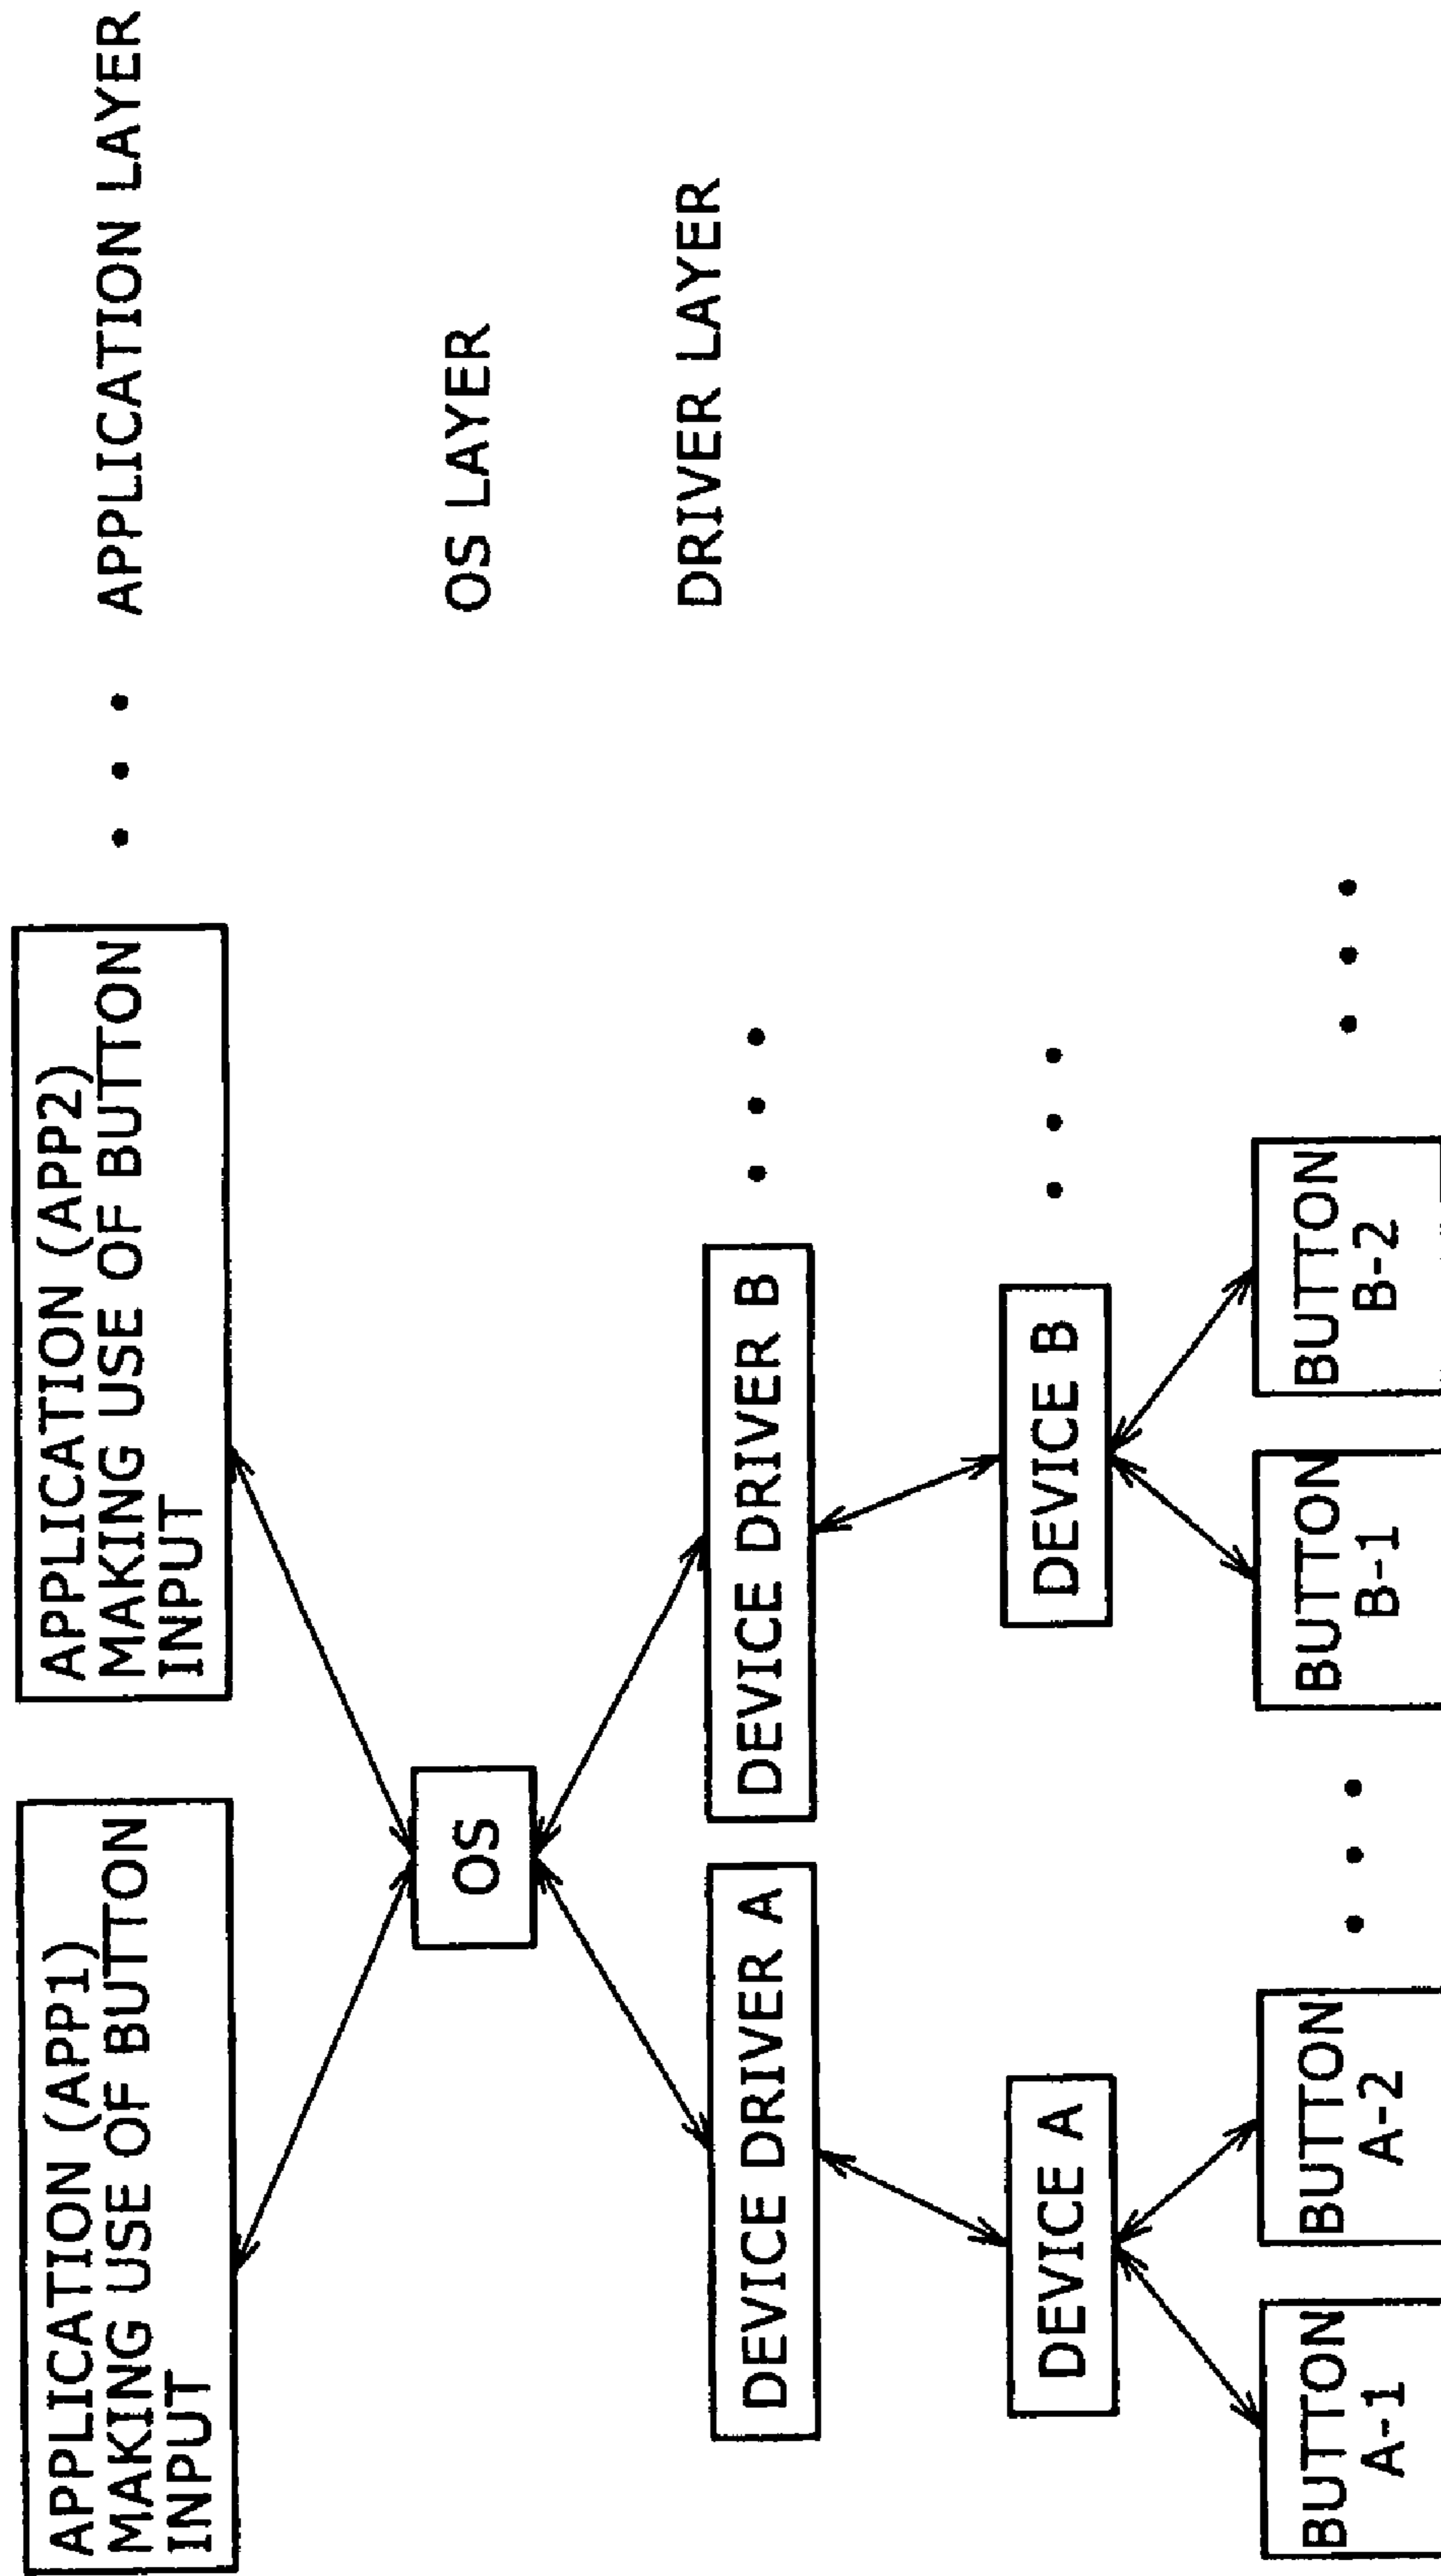 APPLICATION (APP1)
MAKING USE OF BUTTON
INPUT
APPLICATION (APP2)
MAKING USE OF BUTTON
INPUT
• • •
APPLICATION LAYER
OS
OS LAYER
DEVICE DRIVER A
DEVICE DRIVER B
• • •
DRIVER LAYER
DEVICE A
DEVICE B
• • •
BUTTON
A-1
BUTTON
A-2
• • •
BUTTON
B-1
BUTTON
B-2
• • •